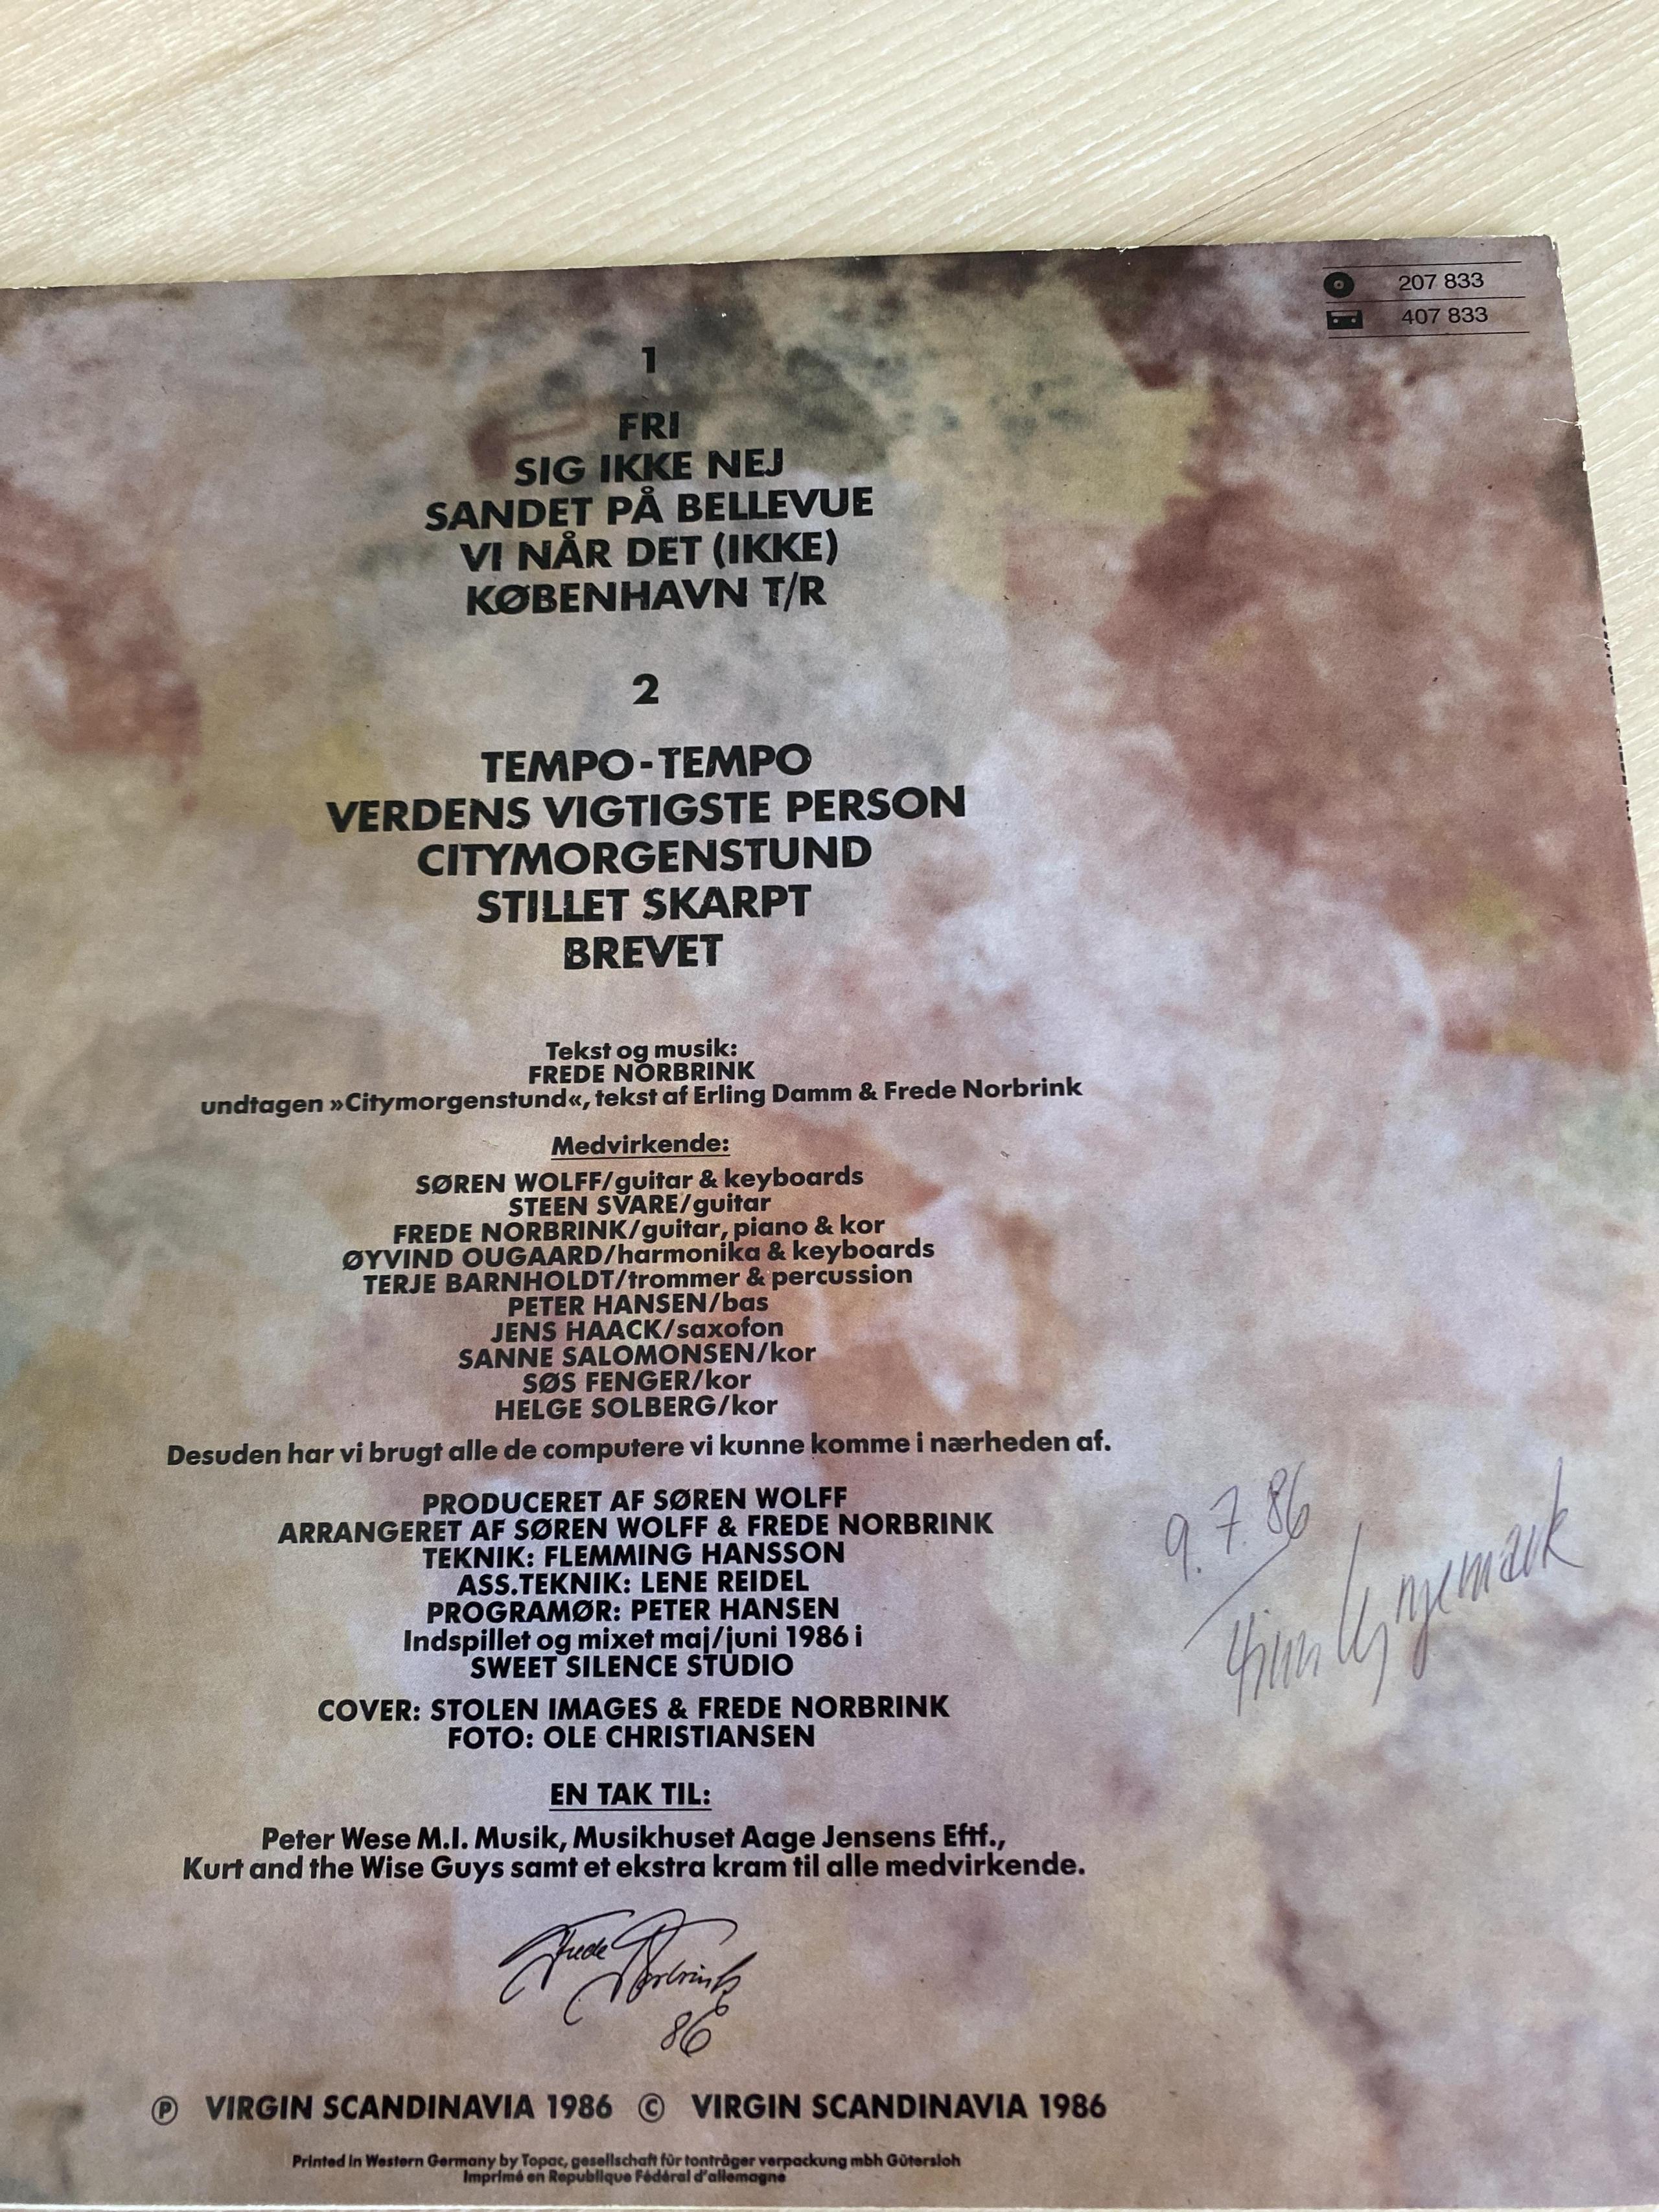 207 833
407 833
1
FRI
SIG IKKE NEJ
SANDET PÅ BELLEVUE
VI NÅR DET (IKKE)
KØBENHAVN T/R
2
TEMPO-TEMPO
VERDENS VIGTIGSTE PERSON
CITYMORGENSTUND
STILLET SKARPT
BREVET
Tekst og musik:
FREDE NORBRINK
undtagen »Citymorgenstund«, tekst af Erling Damm & Frede Norbrink
Medvirkende:
SØREN WOLFF/guitar & keyboards
STEEN SVARE/guitar
FREDE NORBRINK/guitar, piano & kor
ØYVIND OUGAARD/harmonika & keyboards
TERJE BARNHOLDT/trommer & percussion
PETER HANSEN/bas
JENS HAACK/saxofon
SANNE SALOMONSEN/kor
SØS FENGER/kor
HELGE SOLBERG/kor
Desuden har vi brugt alle de computere vi kunne komme i nærheden af.
PRODUCERET AF SØREN WOLFF
ARRANGERET AF SØREN WOLFF & FREDE NORBRINK
TEKNIK: FLEMMING HANSSON
ASS.TEKNIK: LENE REIDEL
PROGRAMØR: PETER HANSEN
Indspillet og mixet maj/juni 1986 i
SWEET SILENCE STUDIO
COVER: STOLEN IMAGES & FREDE NORBRINK
FOTO: OLE CHRISTIANSEN
9.7.86
EN TAK TIL:
Peter Wese M.I. Musik, Musikhuset Aage Jensens Eftf.,
Kurt and the Wise Guys samt et ekstra kram til alle medvirkende.
Frede Norbrink
86
Ⓟ VIRGIN SCANDINAVIA 1986 © VIRGIN SCANDINAVIA 1986
Printed in Western Germany by Topac, gesellschaft für tonträger verpackung mbh Gütersloh
Imprimé en Republique Fédéral d'allemagne